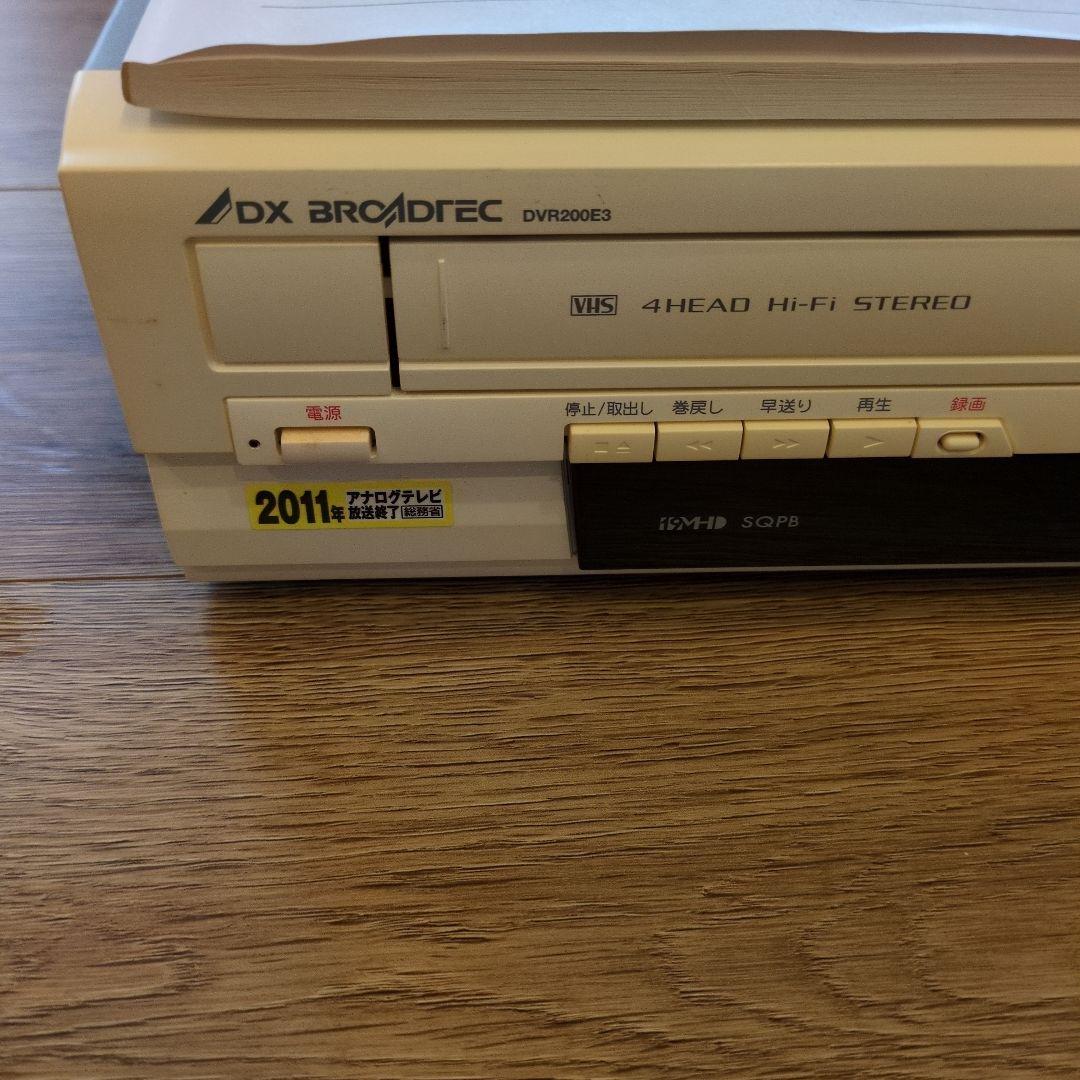 DX BROADTEC DVR200E3
VHS 4HEAD Hi-Fi STEREO
電源
停止/取出し 巻戻し 早送り 再生 録画
2011年 アナログテレビ
放送終了 総務省
SQPB